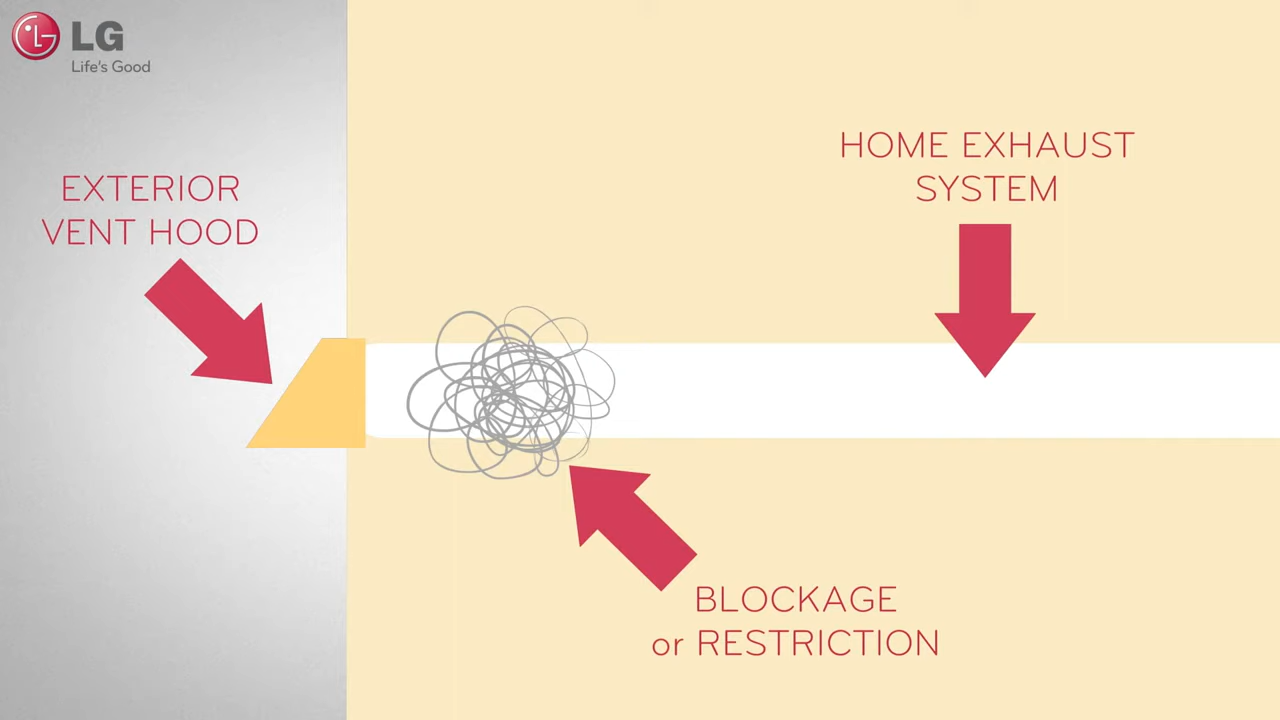 LG
Life's Good
HOME EXHAUST
SYSTEM
EXTERIOR
VENT HOOD
BLOCKAGE
or RESTRICTION